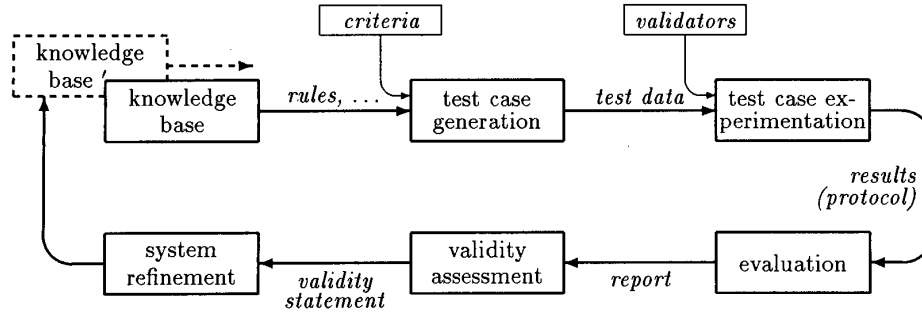 criteria
validators
knowledge
base ′
knowledge
base
rules, ...
test case
generation
test data
test case ex-
perimentation
results
(protocol)
system
refinement
validity
statement
validity
assessment
report
evaluation